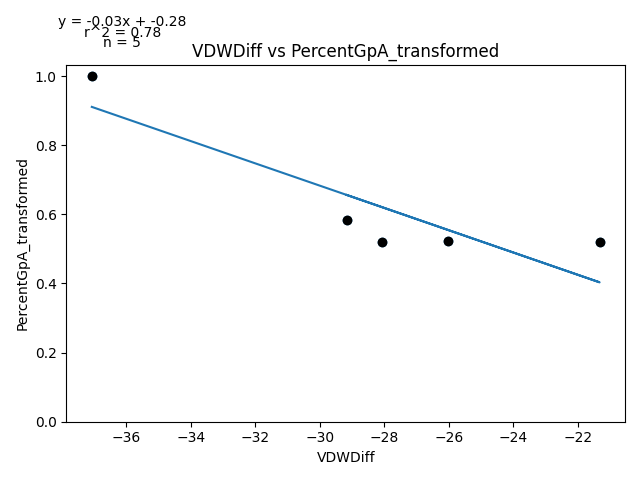 y = -0.03x + -0.28
r^2 = 0.78
n = 5
VDWDiff vs PercentGpA_transformed
PercentGpA_transformed
1.0
0.8
0.6
0.4
0.2
0.0
−36 −34 −32 −30 −28 −26 −24 −22
VDWDiff